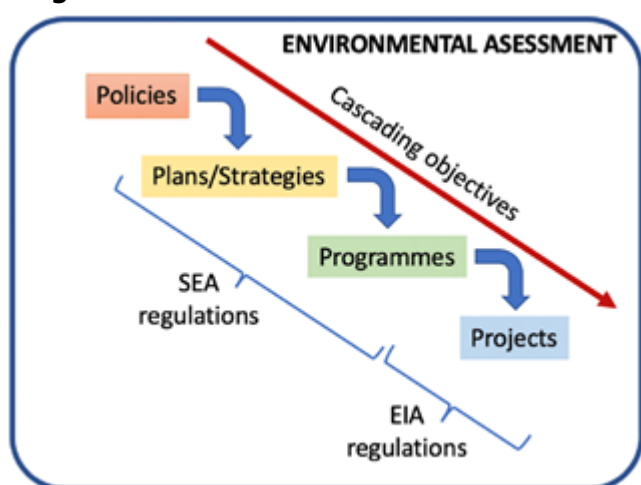 ENVIRONMENTAL ASESSMENT
Policies
Cascading objectives
Plans/Strategies
Programmes
SEA
regulations
Projects
EIA
regulations